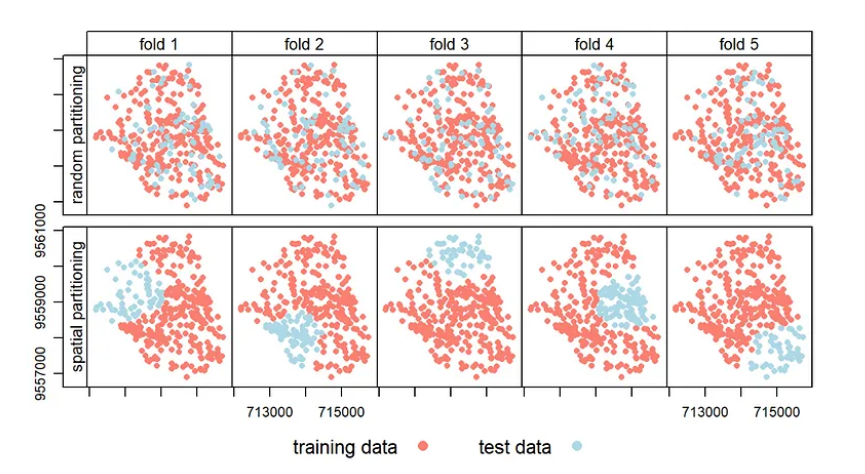 fold 1 fold 2 fold 3 fold 4 fold 5
random partitioning
spatial partitioning
9561000
9559000
9557000
713000 715000 713000 715000
training data test data